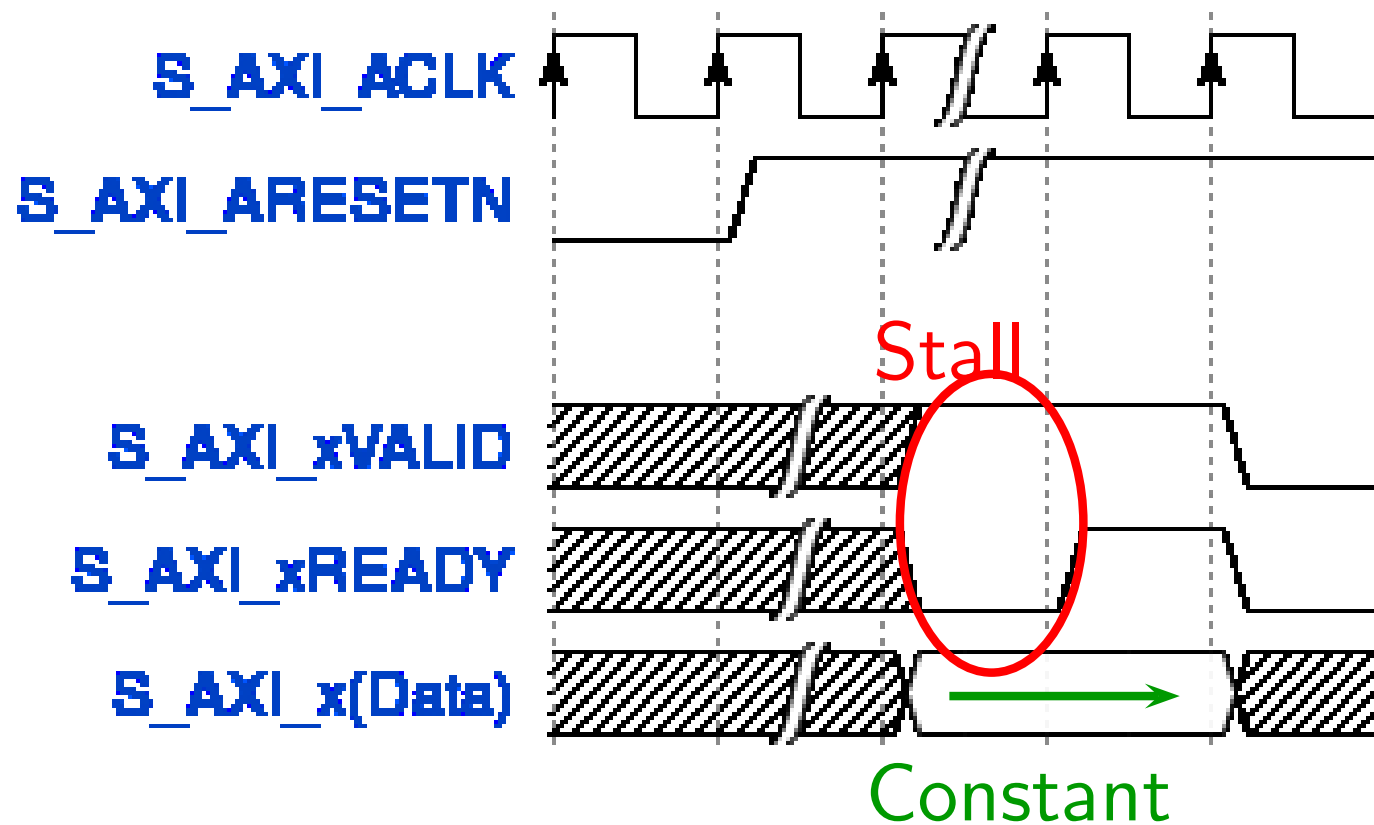 S_AXI_ACLK
S_AXI_ARESETN
Stall
S_AXI_xVALID
S_AXI_xREADY
S_AXI_x(Data)
Constant